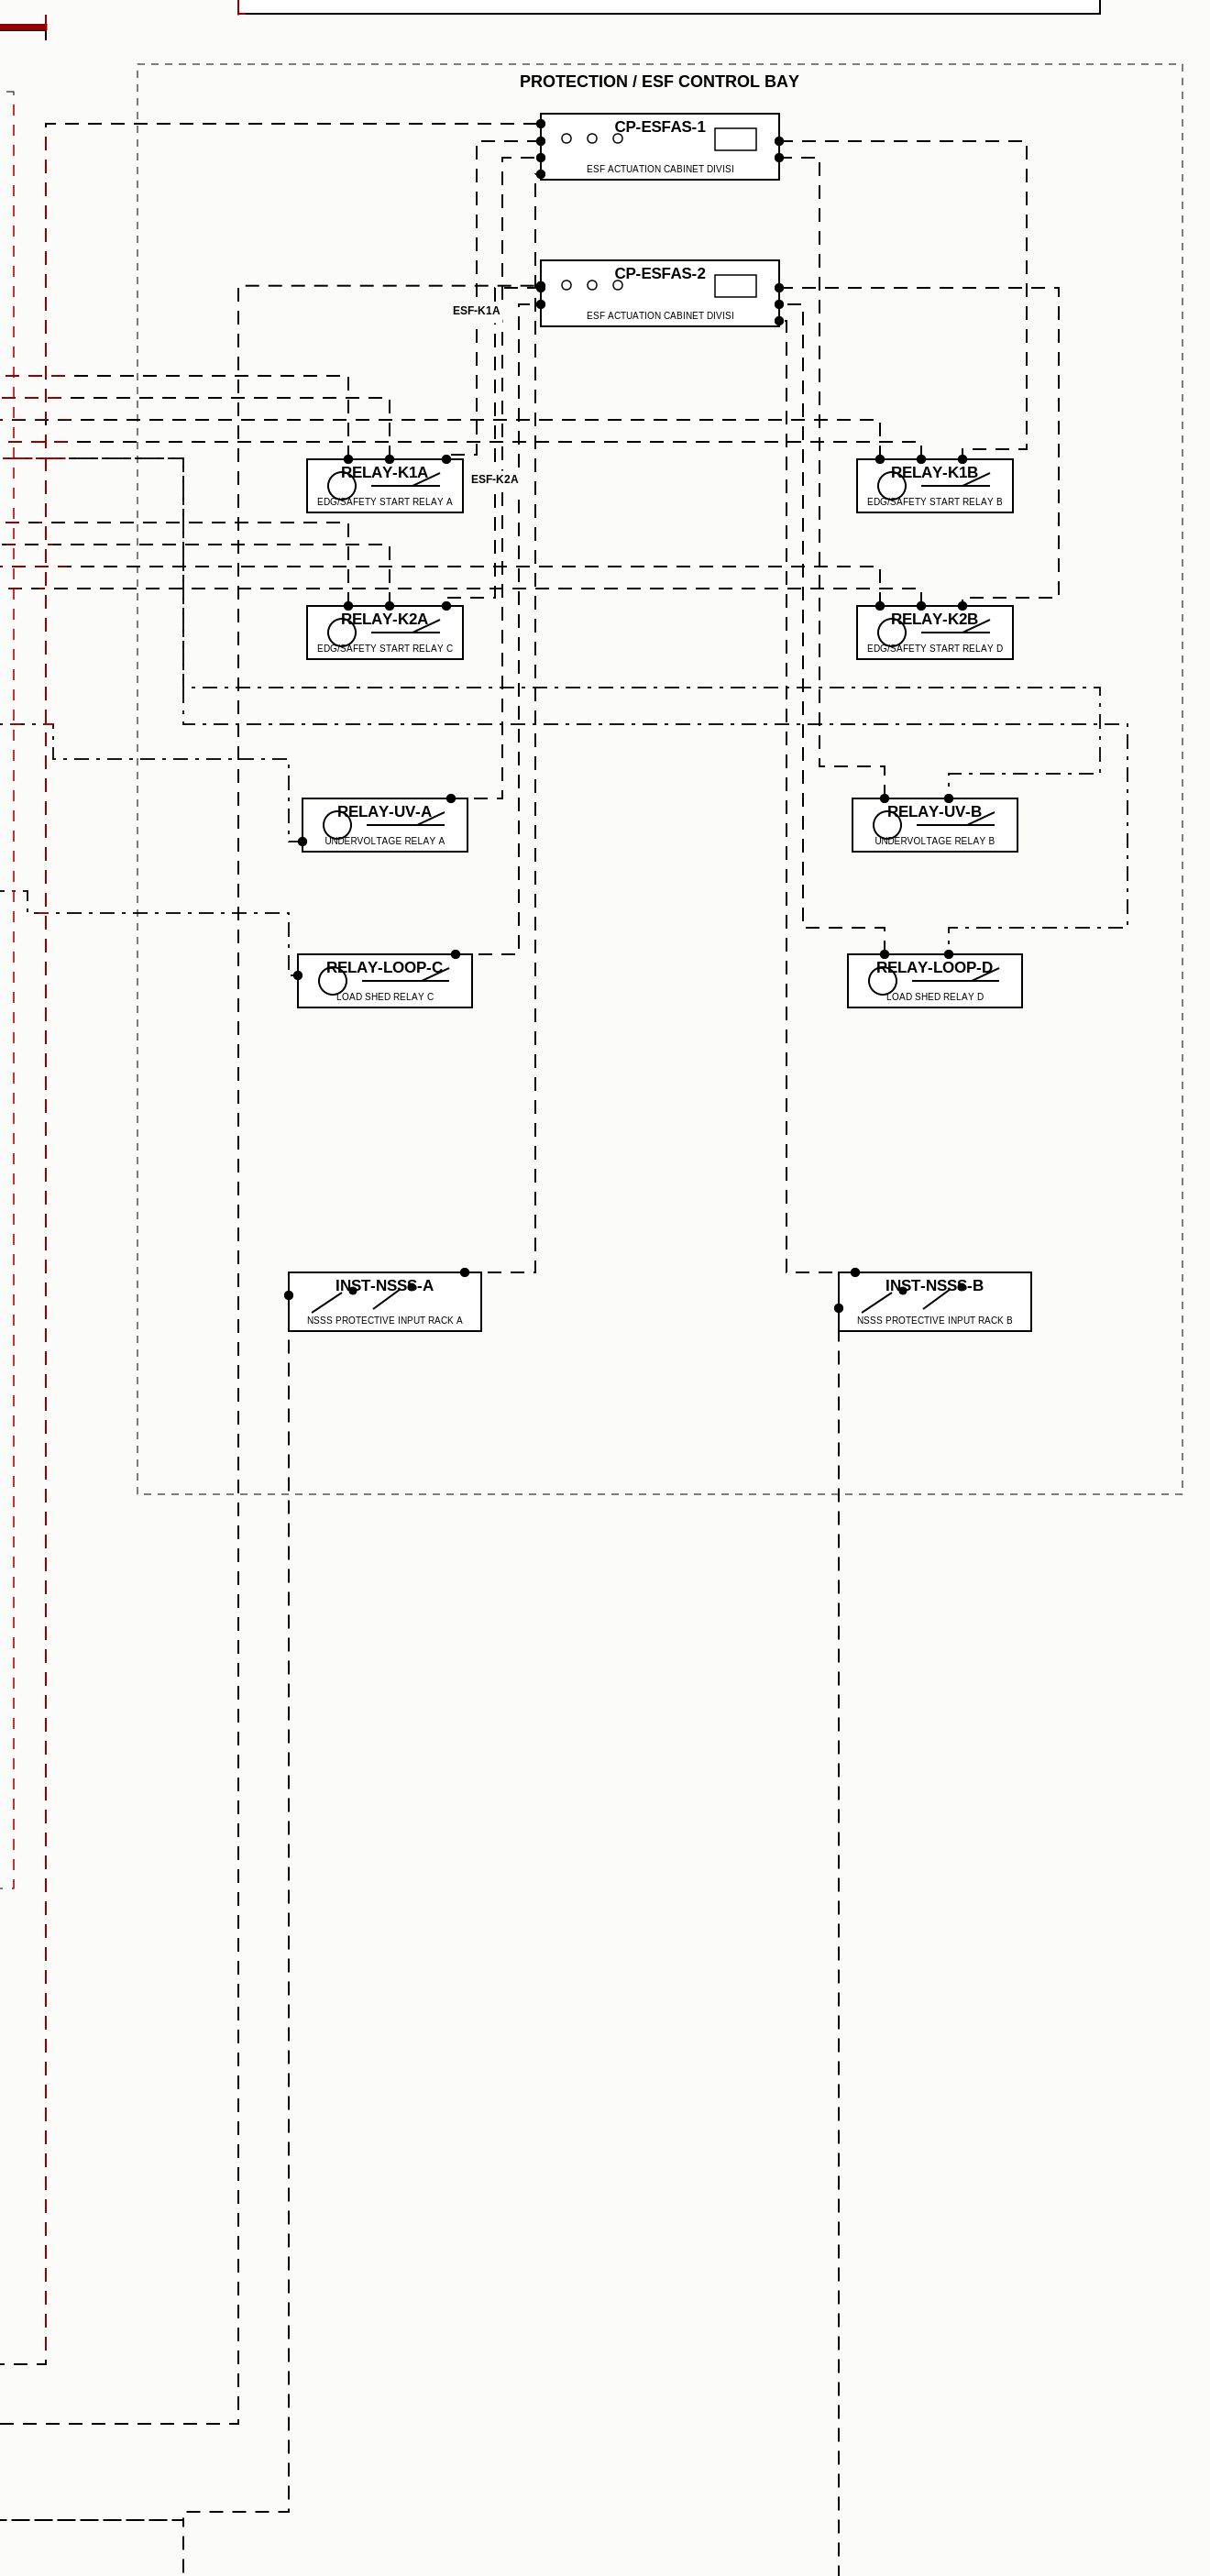 PROTECTION / ESF CONTROL BAY
CP-ESFAS-1
ESF ACTUATION CABINET DIVISI
CP-ESFAS-2
ESF ACTUATION CABINET DIVISI
ESF-K1A
RELAY-K1A
EDG/SAFETY START RELAY A
RELAY-K1B
EDG/SAFETY START RELAY B
ESF-K2A
RELAY-K2A
EDG/SAFETY START RELAY C
RELAY-K2B
EDG/SAFETY START RELAY D
RELAY-UV-A
UNDERVOLTAGE RELAY A
RELAY-UV-B
UNDERVOLTAGE RELAY B
RELAY-LOOP-C
LOAD SHED RELAY C
RELAY-LOOP-D
LOAD SHED RELAY D
INST-NSSS-A
NSSS PROTECTIVE INPUT RACK A
INST-NSSS-B
NSSS PROTECTIVE INPUT RACK B